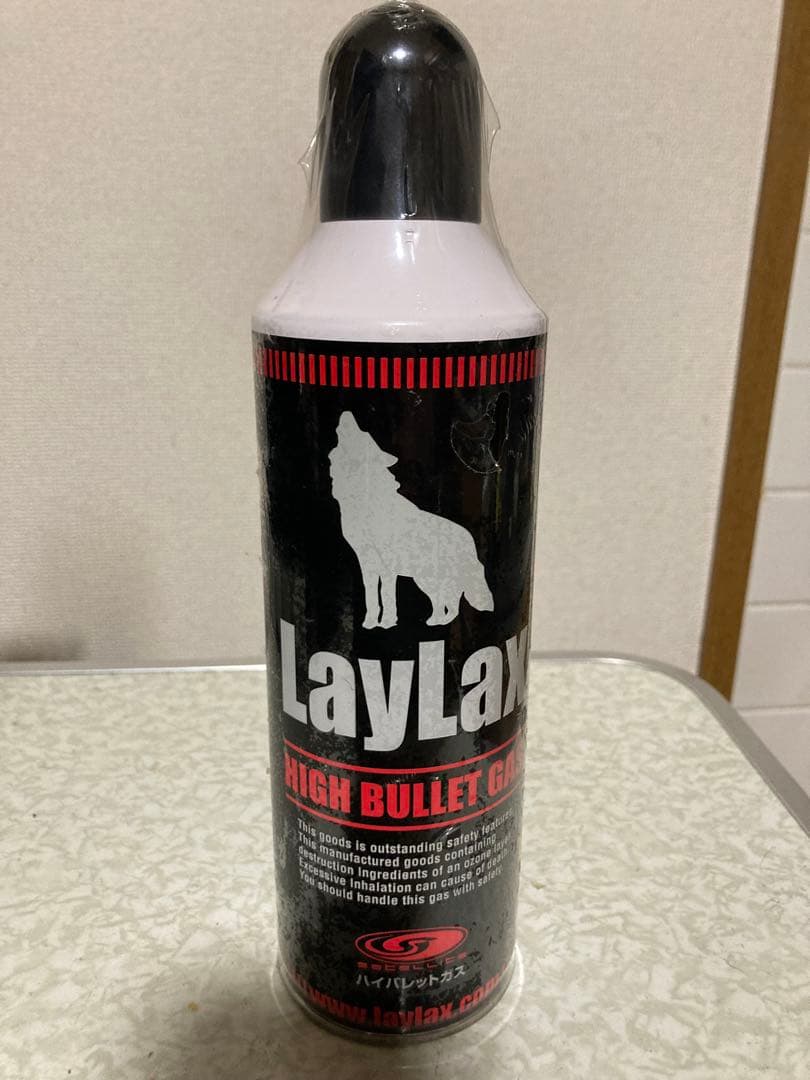 LayLax
HIGH BULLET GAS
This goods is outstanding safety features
This manufactured goods containing
destruction Ingredients of an ozone layer
Excessive Inhalation can cause of death.
You should handle this gas with safety
satellite
ハイバレットガス
www.laylax.com